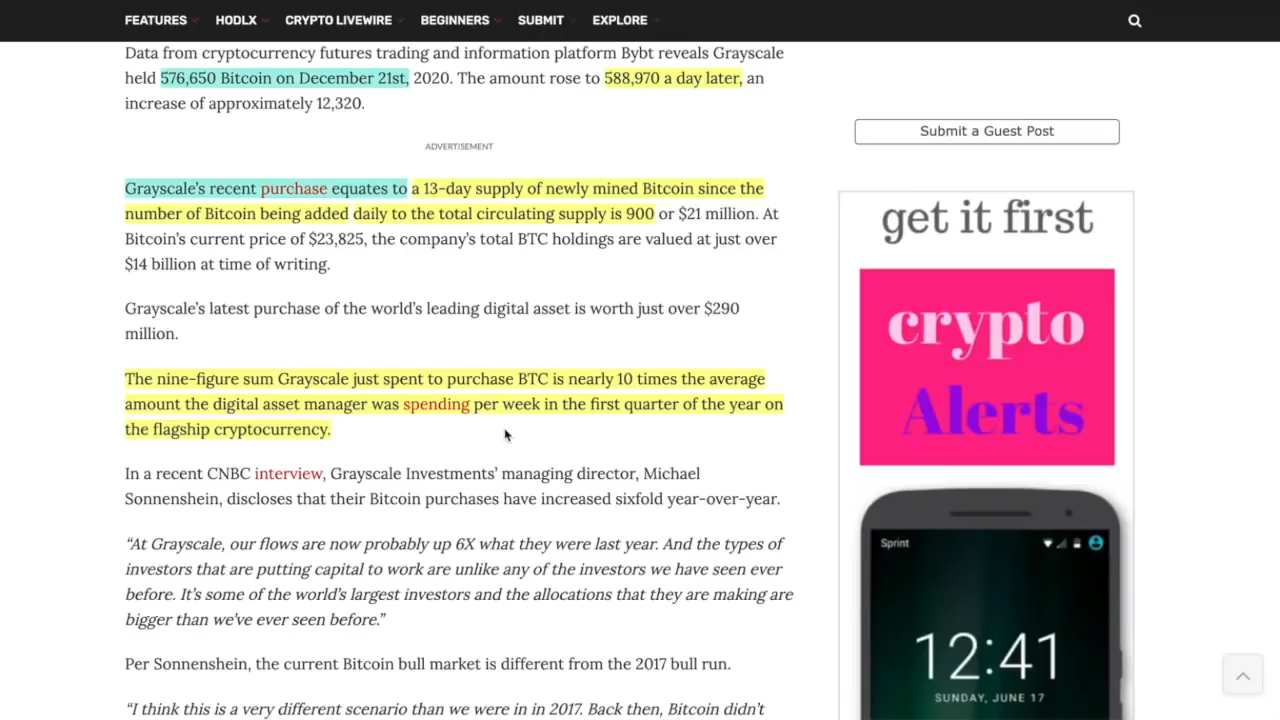 FEATURES HODLX CRYPTO LIVEWIRE BEGINNERS SUBMIT EXPLORE
Data from cryptocurrency futures trading and information platform Bybt reveals Grayscale
held 576,650 Bitcoin on December 21st, 2020. The amount rose to 588,970 a day later, an
increase of approximately 12,320.
ADVERTISEMENT
Grayscale’s recent purchase equates to a 13-day supply of newly mined Bitcoin since the
number of Bitcoin being added daily to the total circulating supply is 900 or $21 million. At
Bitcoin’s current price of $23,825, the company’s total BTC holdings are valued at just over
$14 billion at time of writing.
Grayscale’s latest purchase of the world’s leading digital asset is worth just over $290
million.
The nine-figure sum Grayscale just spent to purchase BTC is nearly 10 times the average
amount the digital asset manager was spending per week in the first quarter of the year on
the flagship cryptocurrency.
In a recent CNBC interview, Grayscale Investments’ managing director, Michael
Sonnenshein, discloses that their Bitcoin purchases have increased sixfold year-over-year.
“At Grayscale, our flows are now probably up 6X what they were last year. And the types of
investors that are putting capital to work are unlike any of the investors we have seen ever
before. It’s some of the world’s largest investors and the allocations that they are making are
bigger than we’ve ever seen before.”
Per Sonnenshein, the current Bitcoin bull market is different from the 2017 bull run.
“I think this is a very different scenario than we were in in 2017. Back then, Bitcoin didn’t
Submit a Guest Post
get it first
crypto
Alerts
Sprint
12:41
SUNDAY, JUNE 17